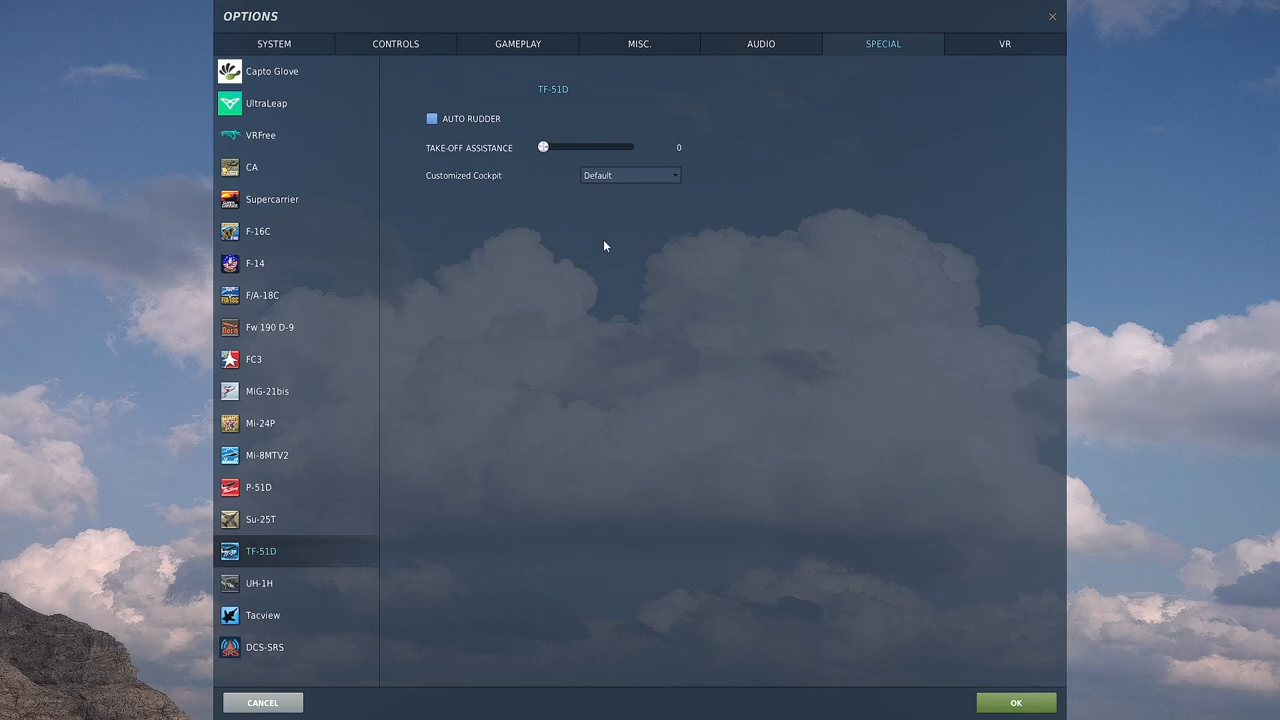 OPTIONS
SYSTEM CONTROLS GAMEPLAY MISC. AUDIO SPECIAL VR
Capto Glove
UltraLeap
VRFree
CA
Supercarrier
F-16C
F-14
F/A-18C
Fw 190 D-9
FC3
MiG-21bis
Mi-24P
Mi-8MTV2
P-51D
Su-25T
TF-51D
UH-1H
Tacview
DCS-SRS
TF-51D
AUTO RUDDER
TAKE-OFF ASSISTANCE 0
Customized Cockpit Default
CANCEL OK